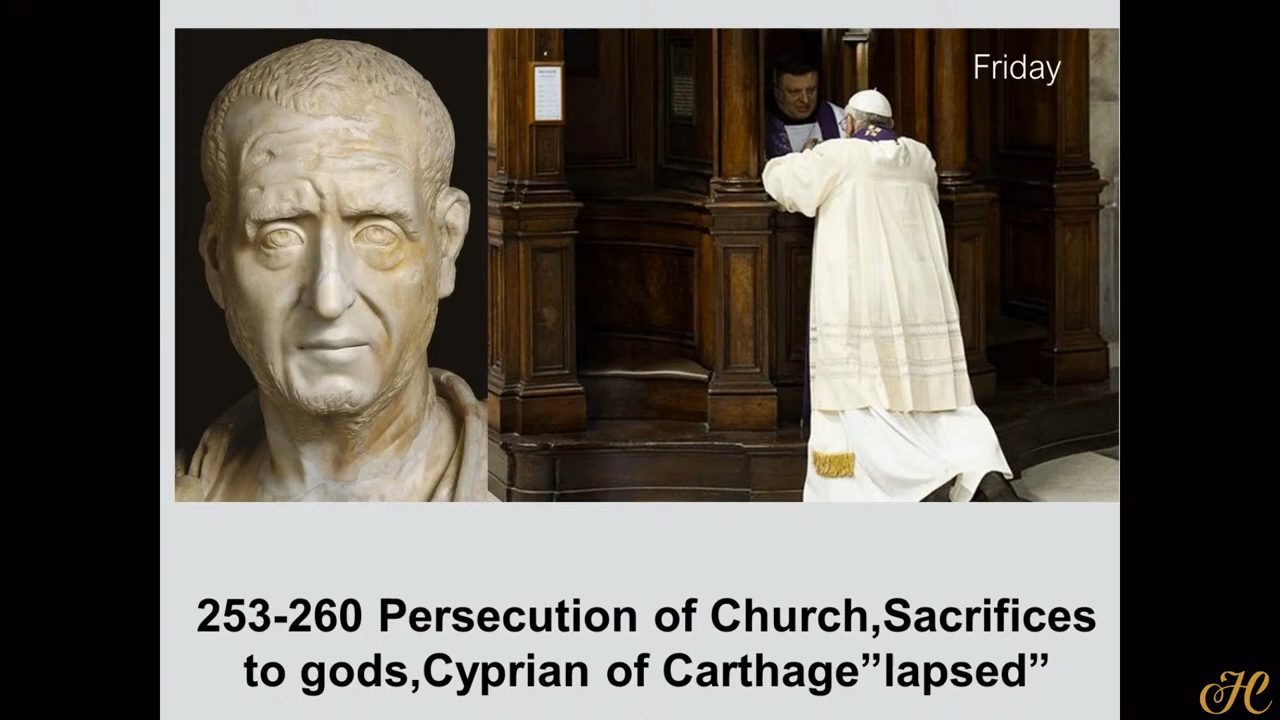 Friday
253-260 Persecution of Church,Sacrifices
to gods,Cyprian of Carthage”lapsed”